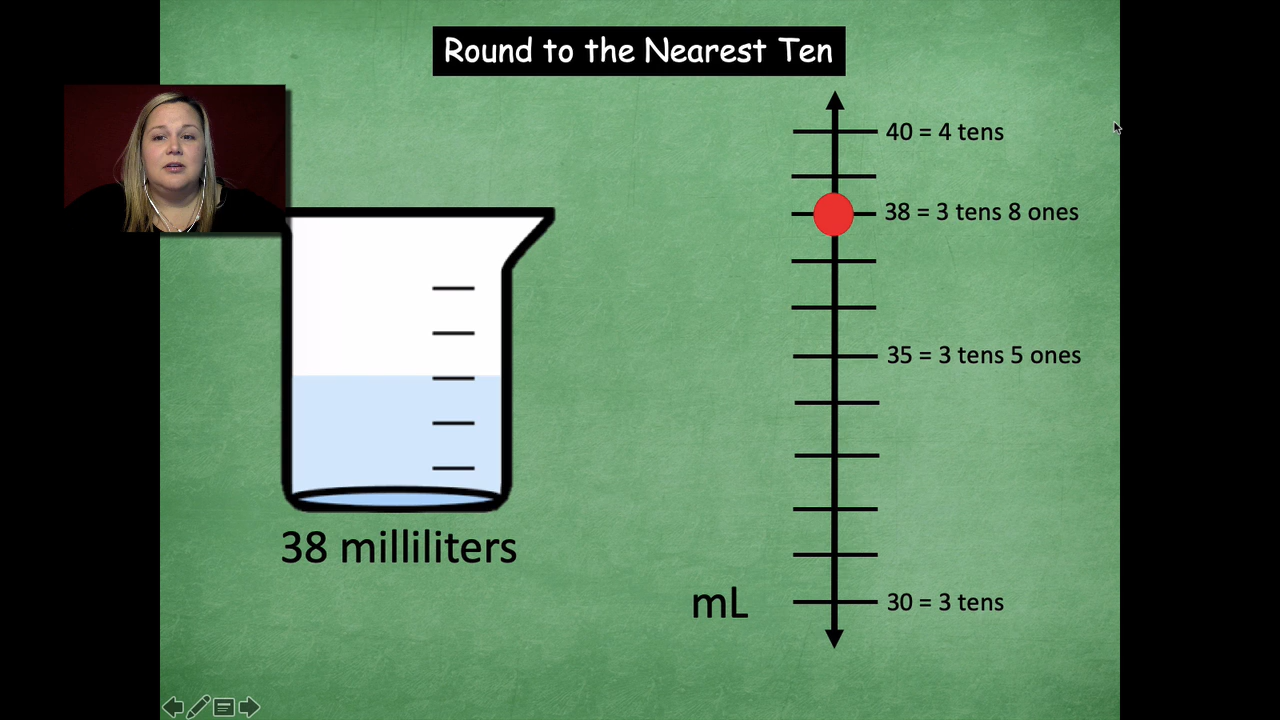 Round to the Nearest Ten
40 = 4 tens
38 = 3 tens 8 ones
35 = 3 tens 5 ones
38 milliliters
mL
30 = 3 tens